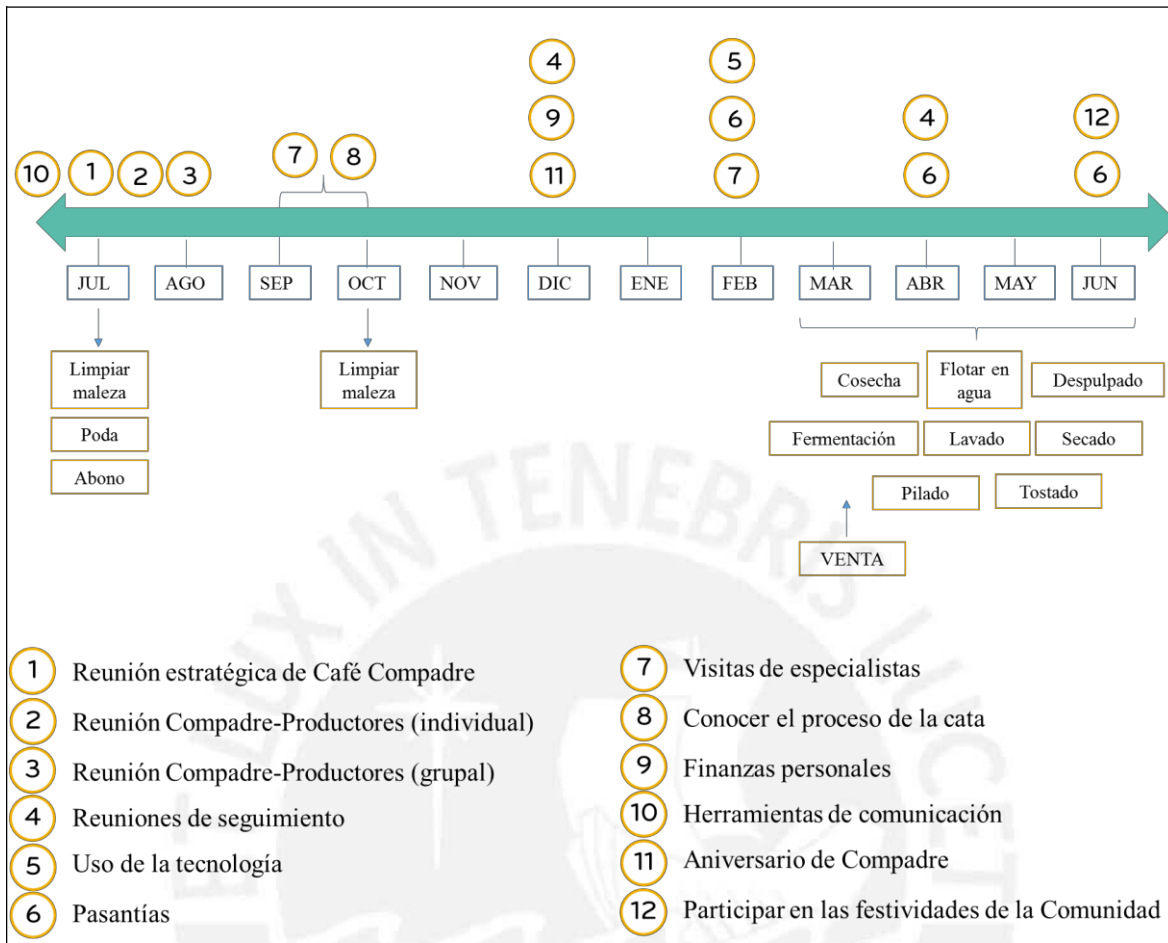 4 5
9 6 4 12
7 8
10 1 2 3 11 7 6 6
JUL AGO SEP OCT NOV DIC ENE FEB MAR ABR MAY JUN
Limpiar
maleza
Poda
Abono
Limpiar
maleza
Cosecha
Flotar en
agua
Despulpado
Fermentación
Lavado
Secado
Pilado
Tostado
VENTA
ET LUX IN TENEBRIS LUCET
1 Reunión estratégica de Café Compadre
2 Reunión Compadre-Productores (individual)
3 Reunión Compadre-Productores (grupal)
4 Reuniones de seguimiento
5 Uso de la tecnología
6 Pasantías
7 Visitas de especialistas
8 Conocer el proceso de la cata
9 Finanzas personales
10 Herramientas de comunicación
11 Aniversario de Compadre
12 Participar en las festividades de la Comunidad